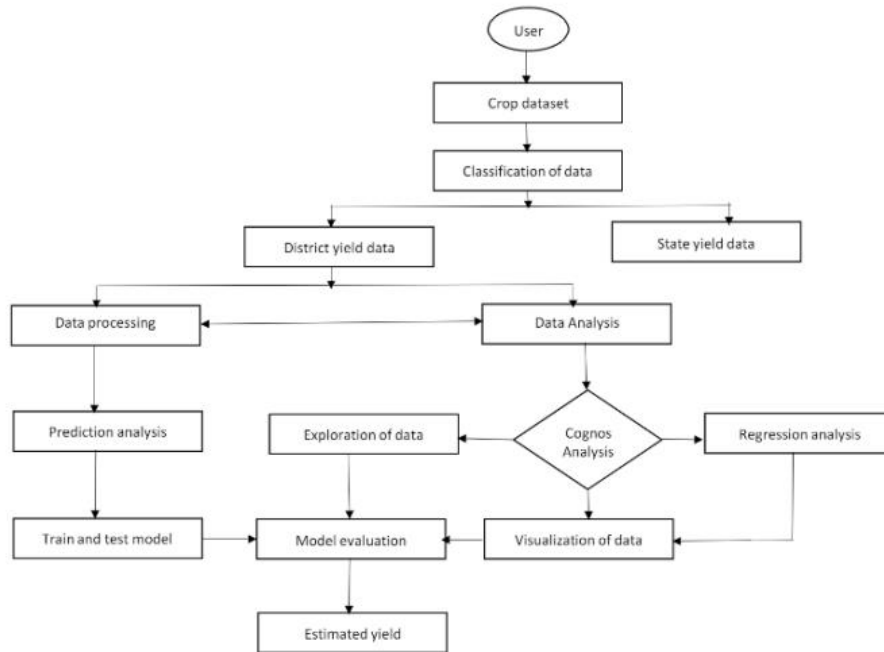 User
Crop dataset
Classification of data
District yield data
State yield data
Data processing
Data Analysis
Prediction analysis
Exploration of data
Cognos
Analysis
Regression analysis
Train and test model
Model evaluation
Visualization of data
Estimated yield